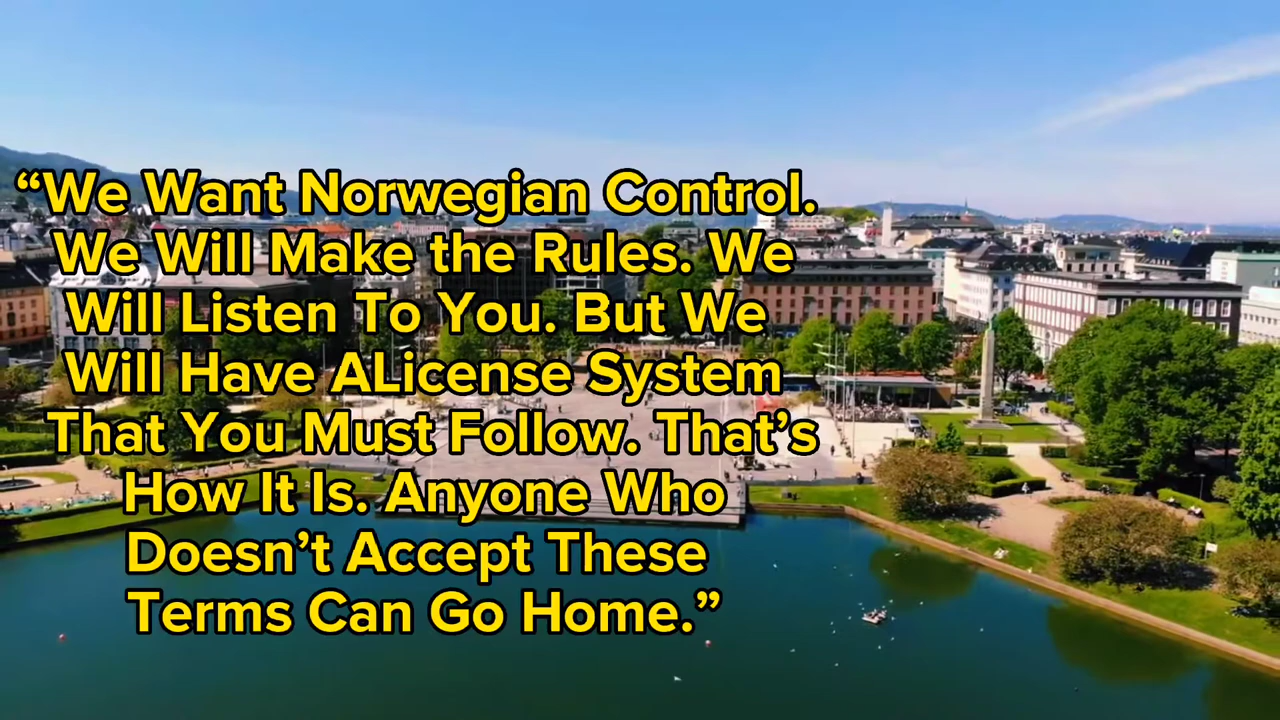 “We Want Norwegian Control.
We Will Make the Rules. We
Will Listen To You. But We
Will Have ALicense System
That You Must Follow. That’s
How It Is. Anyone Who
Doesn’t Accept These
Terms Can Go Home.”